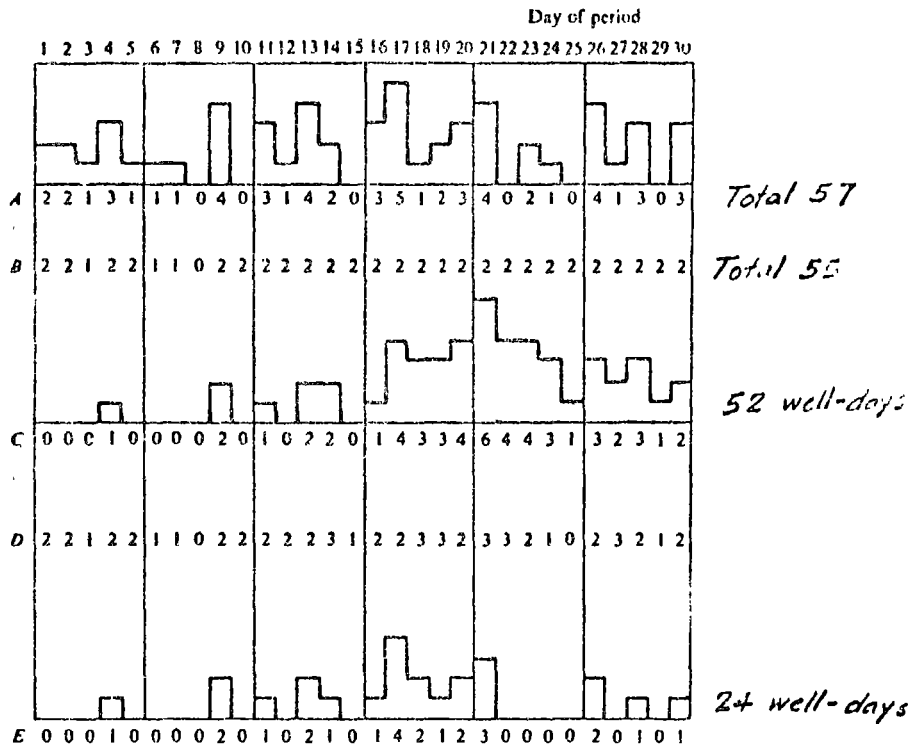 Day of period
1 2 3 4 5 6 7 8 9 10 11 12 13 14 15 16 17 18 19 20 21 22 23 24 25 26 27 28 29 30
A 2 2 1 3 1 1 1 0 4 0 3 1 4 2 0 3 5 1 2 3 4 0 2 1 0 4 1 3 0 3 Total 57
B 2 2 1 2 2 1 1 0 2 2 2 2 2 2 2 2 2 2 2 2 2 2 2 2 2 2 2 2 2 2 Total 55
52 well-days
C 0 0 0 1 0 0 0 0 2 0 1 0 2 2 0 1 4 3 3 4 6 4 4 3 1 3 2 3 1 2
D 2 2 1 2 2 1 1 0 2 2 2 2 2 3 1 2 2 3 3 2 3 3 2 1 0 2 3 2 1 2
24 well-days
E 0 0 0 1 0 0 0 0 2 0 1 0 2 1 0 1 4 2 1 2 3 0 0 0 0 2 0 1 0 1